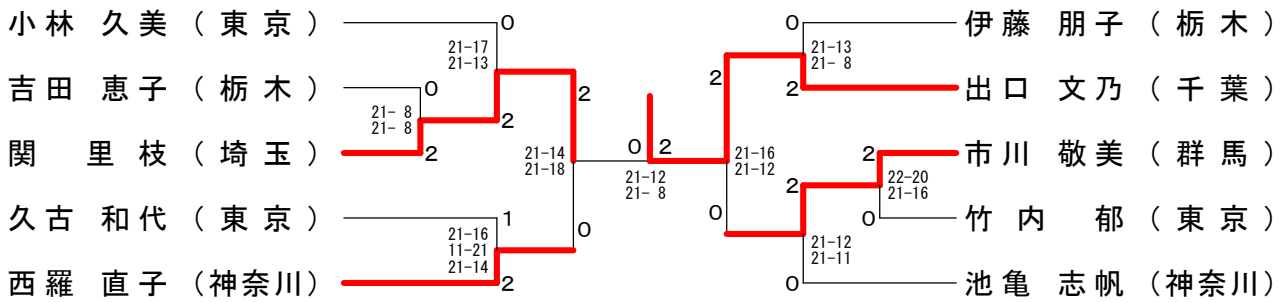 小林 久美 (東京) 0 0 伊藤 朋子 (栃木)
21-17 21-13
21-13 21- 8
吉田 恵子 (栃木) 0 2 2 2 出口 文乃 (千葉)
21- 8
21- 8 2
関 里枝 (埼玉) 2 21-14 0 2 21-16 2 市川 敬美 (群馬)
21-18 21-12 21-12 2 22-20
21- 8 21-16
久古 和代 (東京) 1 0 0 0 竹内 郁 (東京)
21-16
11-21 21-12
21-14 21-11
西羅 直子 (神奈川) 2 0 池亀 志帆 (神奈川)